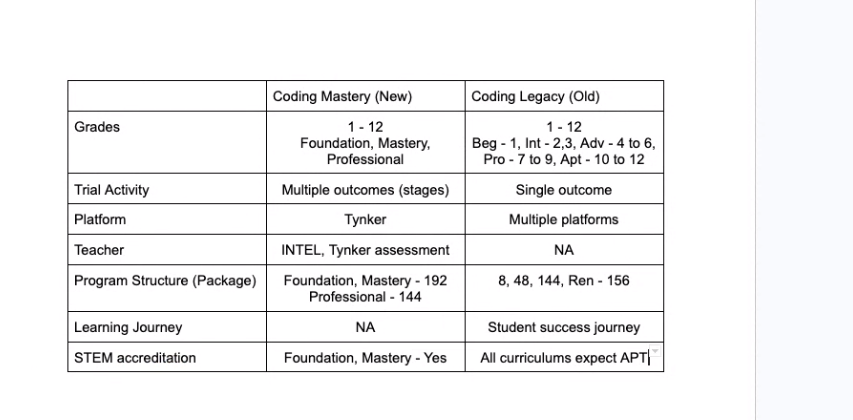 Coding Mastery (New) Coding Legacy (Old)
Grades 1 - 12 1 - 12
Foundation, Mastery, Beg - 1, Int - 2,3, Adv - 4 to 6,
Professional Pro - 7 to 9, Apt - 10 to 12
Trial Activity Multiple outcomes (stages) Single outcome
Platform Tynker Multiple platforms
Teacher INTEL, Tynker assessment NA
Program Structure (Package) Foundation, Mastery - 192 8, 48, 144, Ren - 156
Professional - 144
Learning Journey NA Student success journey
STEM accreditation Foundation, Mastery - Yes All curriculums expect APT